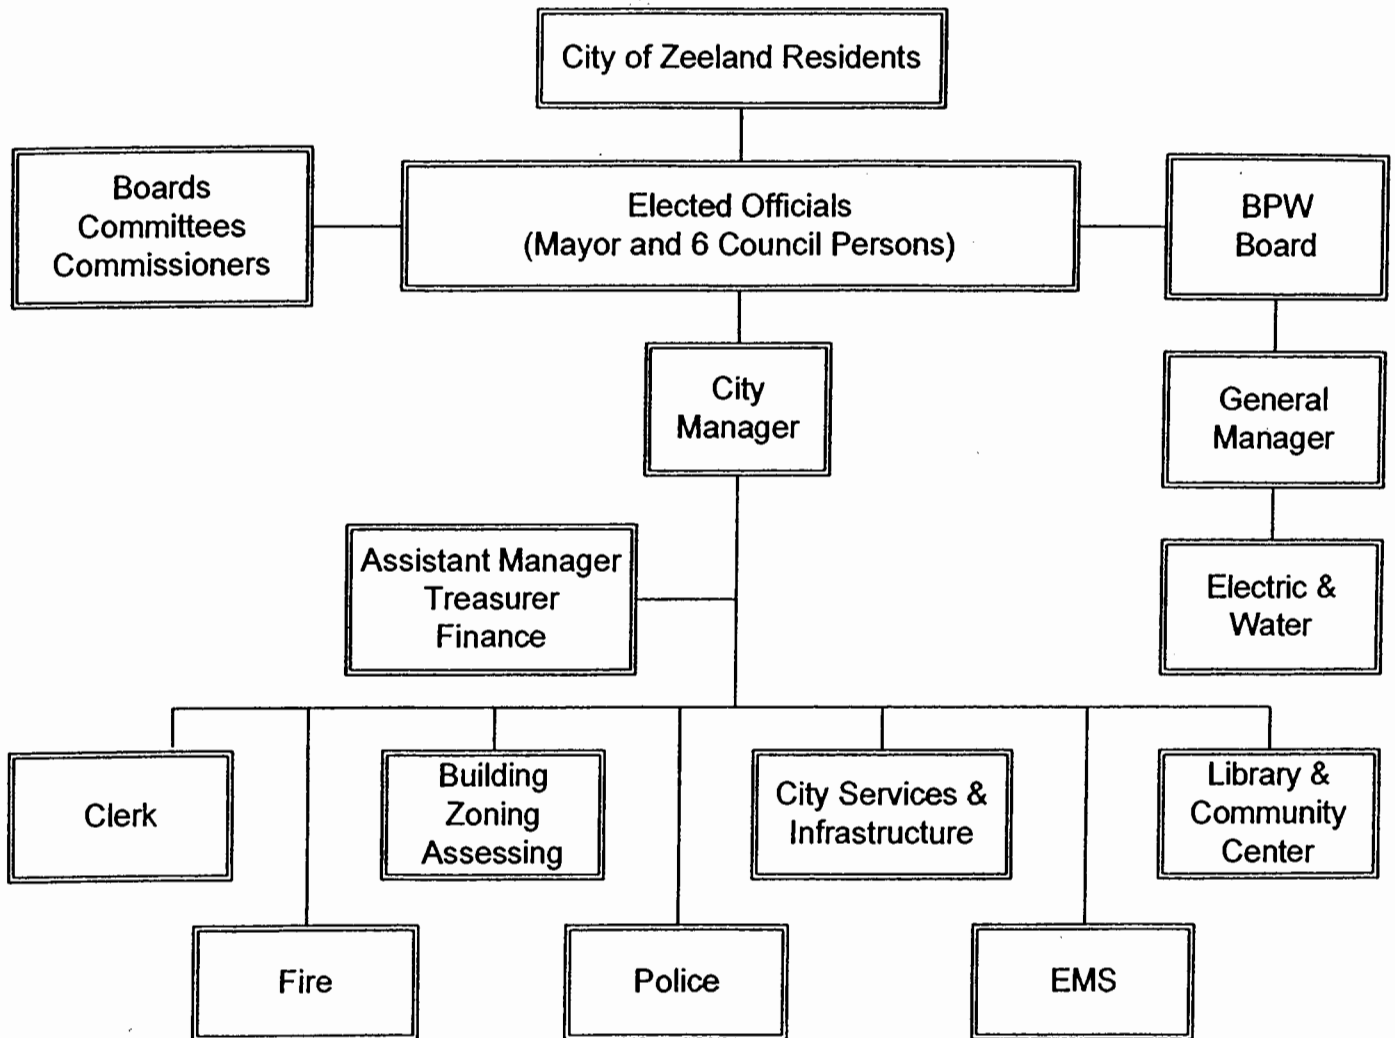 City of Zeeland Residents
Boards
Committees
Commissioners
Elected Officials
(Mayor and 6 Council Persons)
BPW
Board
City
Manager
General
Manager
Assistant Manager
Treasurer
Finance
Electric &
Water
Clerk
Building
Zoning
Assessing
City Services &
Infrastructure
Library &
Community
Center
Fire
Police
EMS